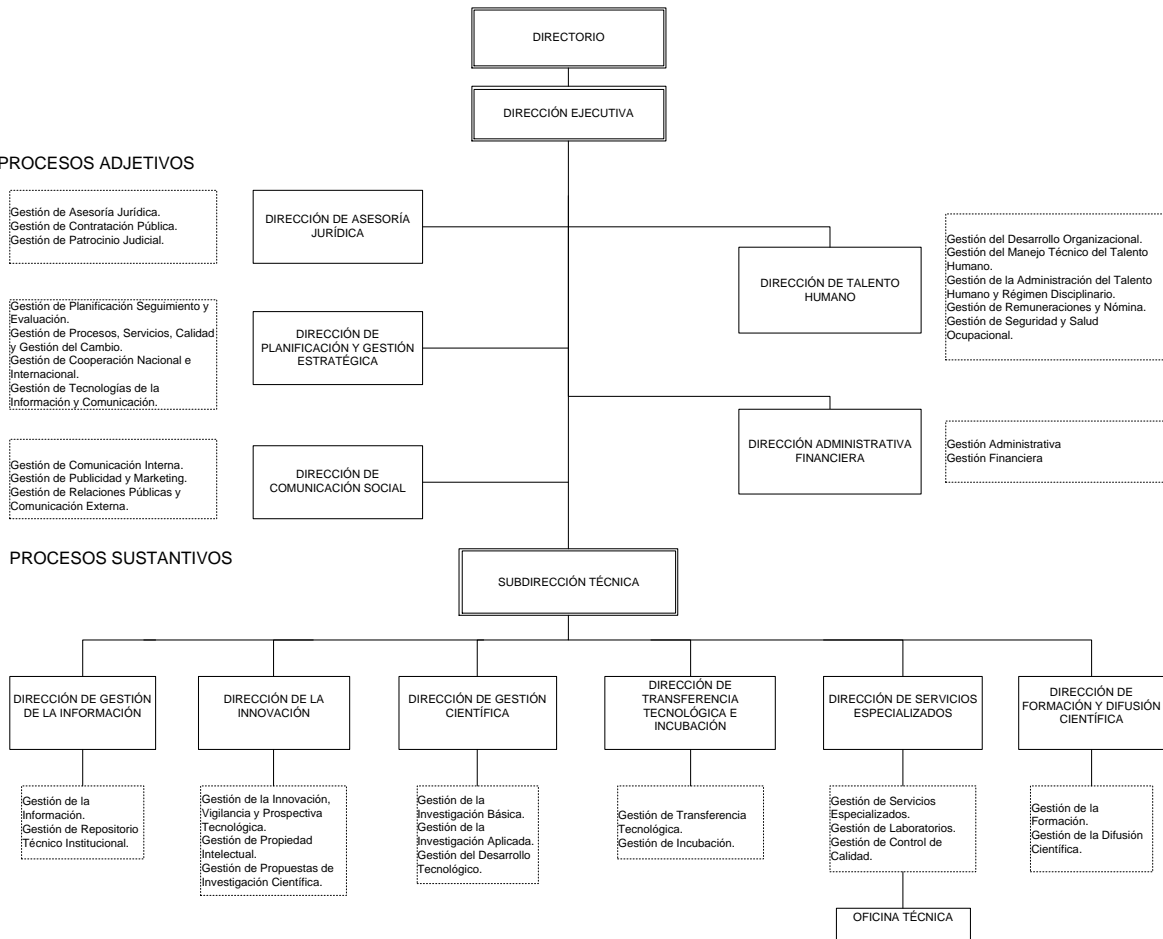 DIRECTORIO
DIRECCIÓN EJECUTIVA
PROCESOS ADJETIVOS
Gestión de Asesoría Jurídica.
Gestión de Contratación Pública.
Gestión de Patrocinio Judicial.
DIRECCIÓN DE ASESORÍA
JURÍDICA
DIRECCIÓN DE TALENTO
HUMANO
Gestión del Desarrollo Organizacional.
Gestión del Manejo Técnico del Talento
Humano.
Gestión de la Administración del Talento
Humano y Régimen Disciplinario.
Gestión de Remuneraciones y Nómina.
Gestión de Seguridad y Salud
Ocupacional.
Gestión de Planificación Seguimiento y
Evaluación.
Gestión de Procesos, Servicios, Calidad
y Gestión del Cambio.
Gestión de Cooperación Nacional e
Internacional.
Gestión de Tecnologías de la
Información y Comunicación.
DIRECCIÓN DE
PLANIFICACIÓN Y GESTIÓN
ESTRATÉGICA
DIRECCIÓN ADMINISTRATIVA
FINANCIERA
Gestión Administrativa
Gestión Financiera
Gestión de Comunicación Interna.
Gestión de Publicidad y Marketing.
Gestión de Relaciones Públicas y
Comunicación Externa.
DIRECCIÓN DE
COMUNICACIÓN SOCIAL
PROCESOS SUSTANTIVOS
SUBDIRECCIÓN TÉCNICA
DIRECCIÓN DE GESTIÓN
DE LA INFORMACIÓN
DIRECCIÓN DE LA
INNOVACIÓN
DIRECCIÓN DE GESTIÓN
CIENTÍFICA
DIRECCIÓN DE
TRANSFERENCIA
TECNOLÓGICA E
INCUBACIÓN
DIRECCIÓN DE SERVICIOS
ESPECIALIZADOS
DIRECCIÓN DE
FORMACIÓN Y DIFUSIÓN
CIENTÍFICA
Gestión de la
Información.
Gestión de Repositorio
Técnico Institucional.
Gestión de la Innovación,
Vigilancia y Prospectiva
Tecnológica.
Gestión de Propiedad
Intelectual.
Gestión de Propuestas de
Investigación Científica.
Gestión de la
Investigación Básica.
Gestión de la
Investigación Aplicada.
Gestión del Desarrollo
Tecnológico.
Gestión de Transferencia
Tecnológica.
Gestión de Incubación.
Gestión de Servicios
Especializados.
Gestión de Laboratorios.
Gestión de Control de
Calidad.
Gestión de la
Formación.
Gestión de la Difusión
Científica.
OFICINA TÉCNICA